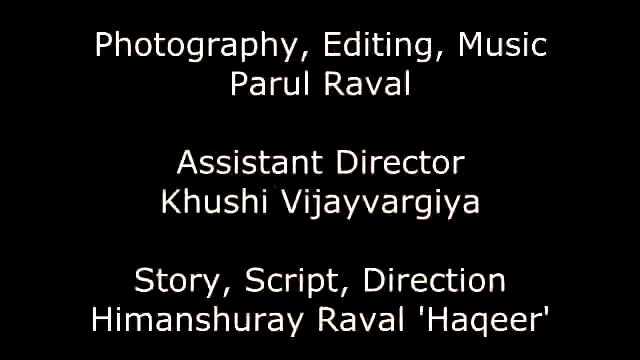 Photography, Editing, Music
Parul Raval
Assistant Director
Khushi Vijayvargiya
Story, Script, Direction
Himanshuray Raval 'Haqeer'